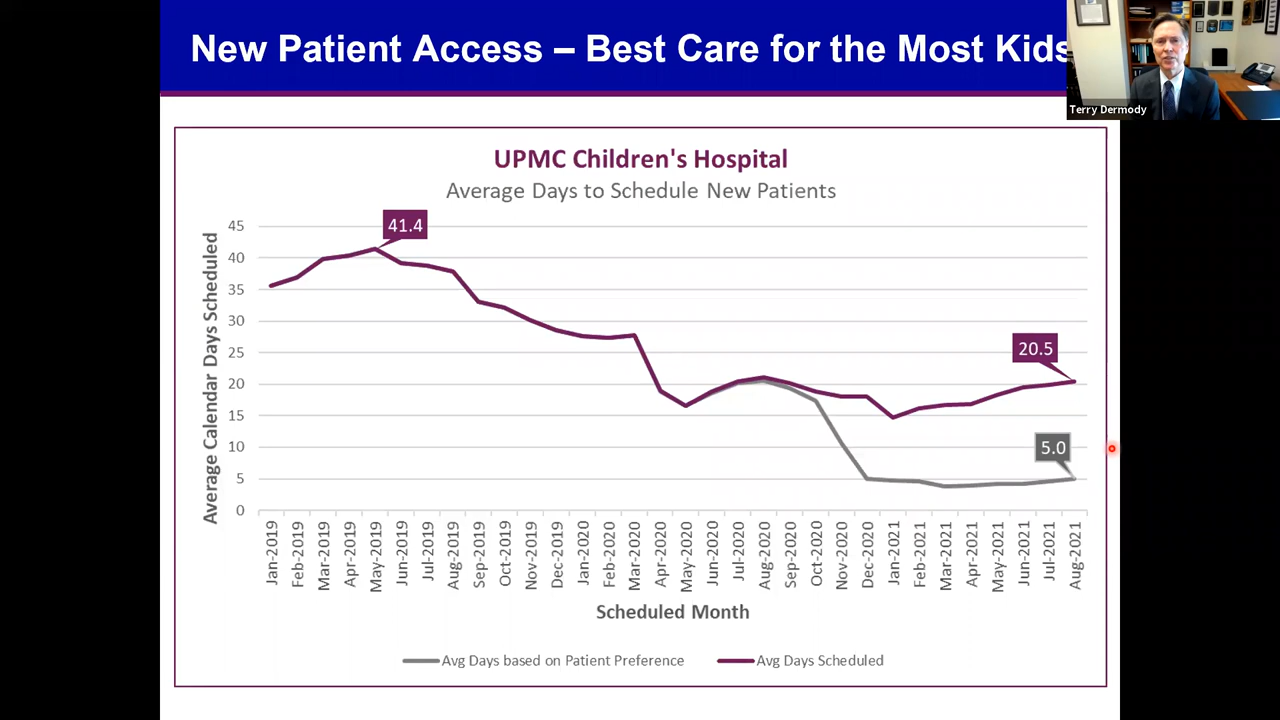 New Patient Access – Best Care for the Most Kids
Terry Dermody
UPMC Children's Hospital
Average Days to Schedule New Patients
Average Calendar Days Scheduled
45
40
35
30
25
20
15
10
5
0
41.4
20.5
5.0
Jan-2019
Feb-2019
Mar-2019
Apr-2019
May-2019
Jun-2019
Jul-2019
Aug-2019
Sep-2019
Oct-2019
Nov-2019
Dec-2019
Jan-2020
Feb-2020
Mar-2020
Apr-2020
May-2020
Jun-2020
Jul-2020
Aug-2020
Sep-2020
Oct-2020
Nov-2020
Dec-2020
Jan-2021
Feb-2021
Mar-2021
Apr-2021
May-2021
Jun-2021
Jul-2021
Aug-2021
Scheduled Month
Avg Days based on Patient Preference
Avg Days Scheduled